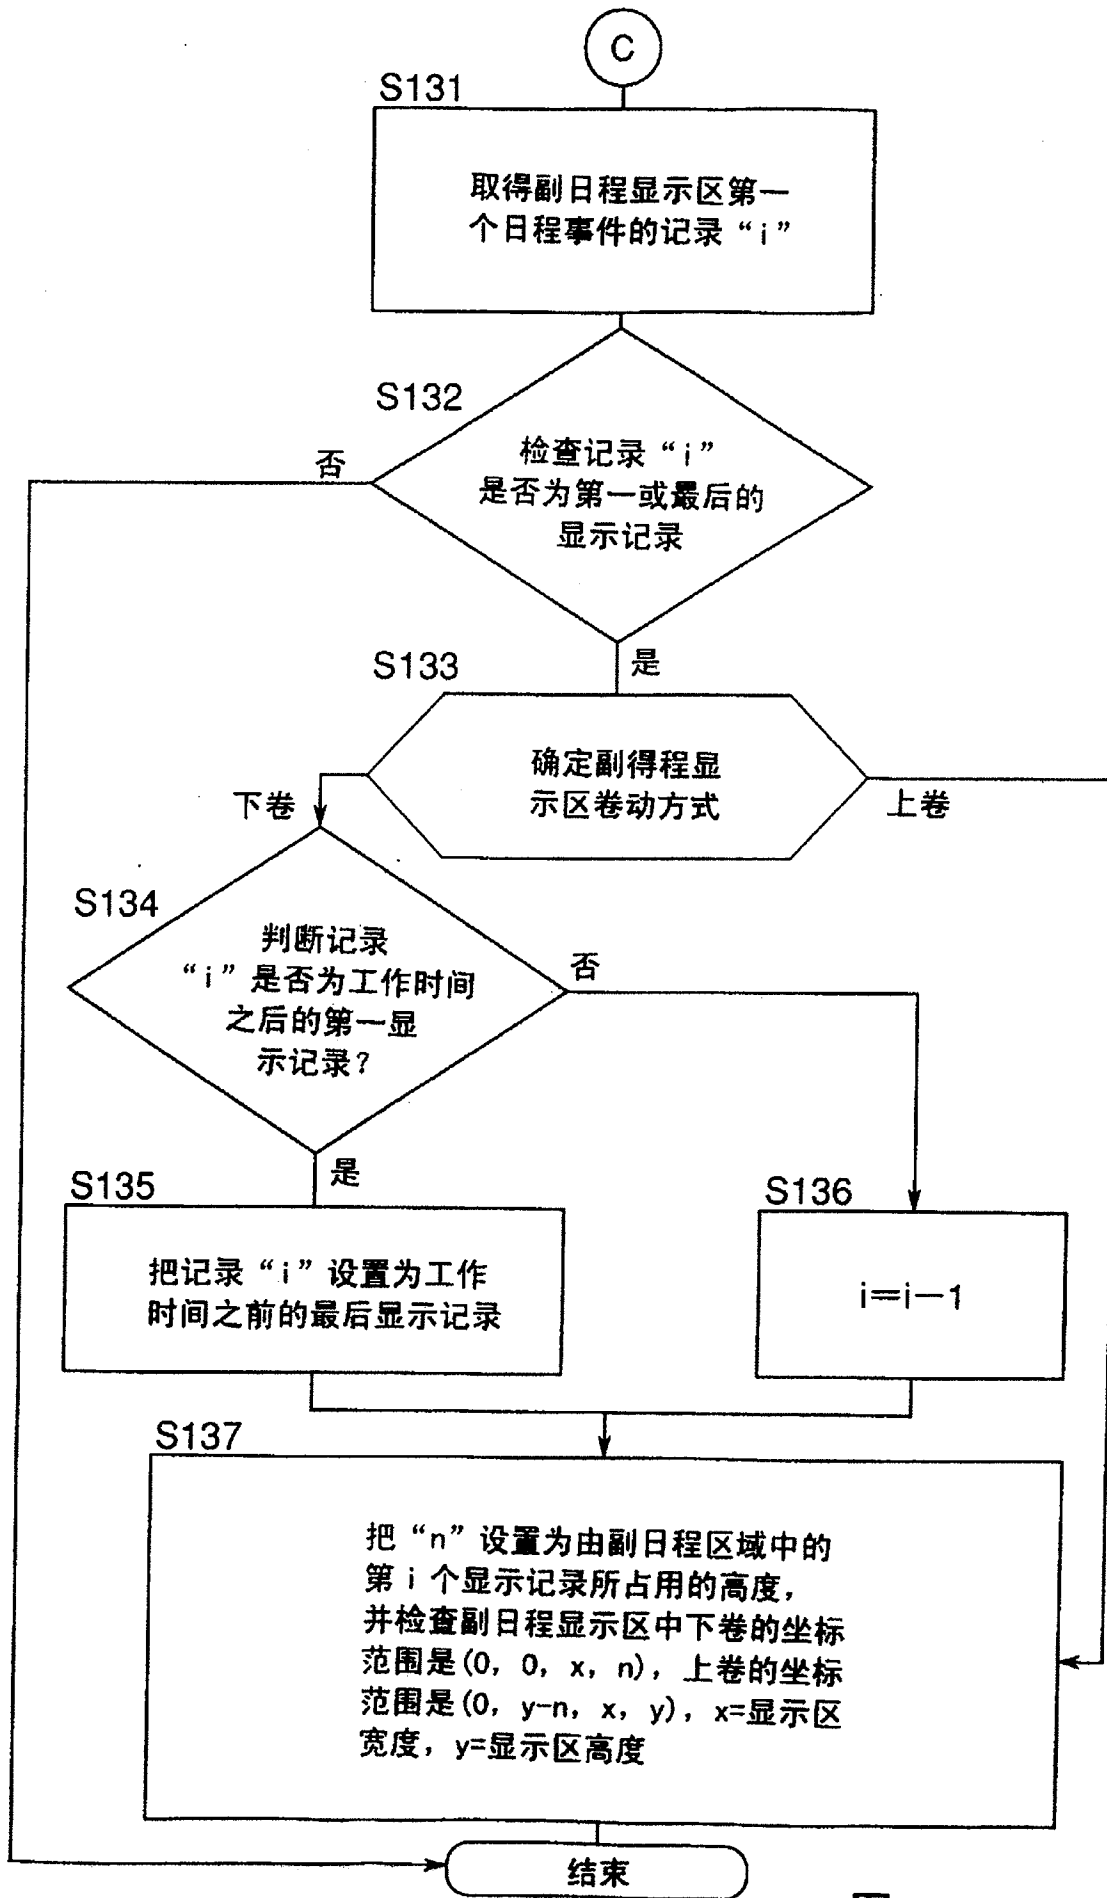 C
S131
取得副日程显示区第一
个日程事件的记录“i”
S132
否
检查记录“i”
是否为第一或最后的
显示记录
S133
是
确定副得程显
示区卷动方式
下卷
上卷
S134
判断记录
“i”是否为工作时间
之后的第一显
示记录?
否
是
S135
把记录“i”设置为工作
时间之前的最后显示记录
S136
i=i-1
S137
把“n”设置为由副日程区域中的
第 i 个显示记录所占用的高度，
并检查副日程显示区中下卷的坐标
范围是(0, 0, x, n), 上卷的坐标
范围是(0, y-n, x, y), x=显示区
宽度, y=显示区高度
结束